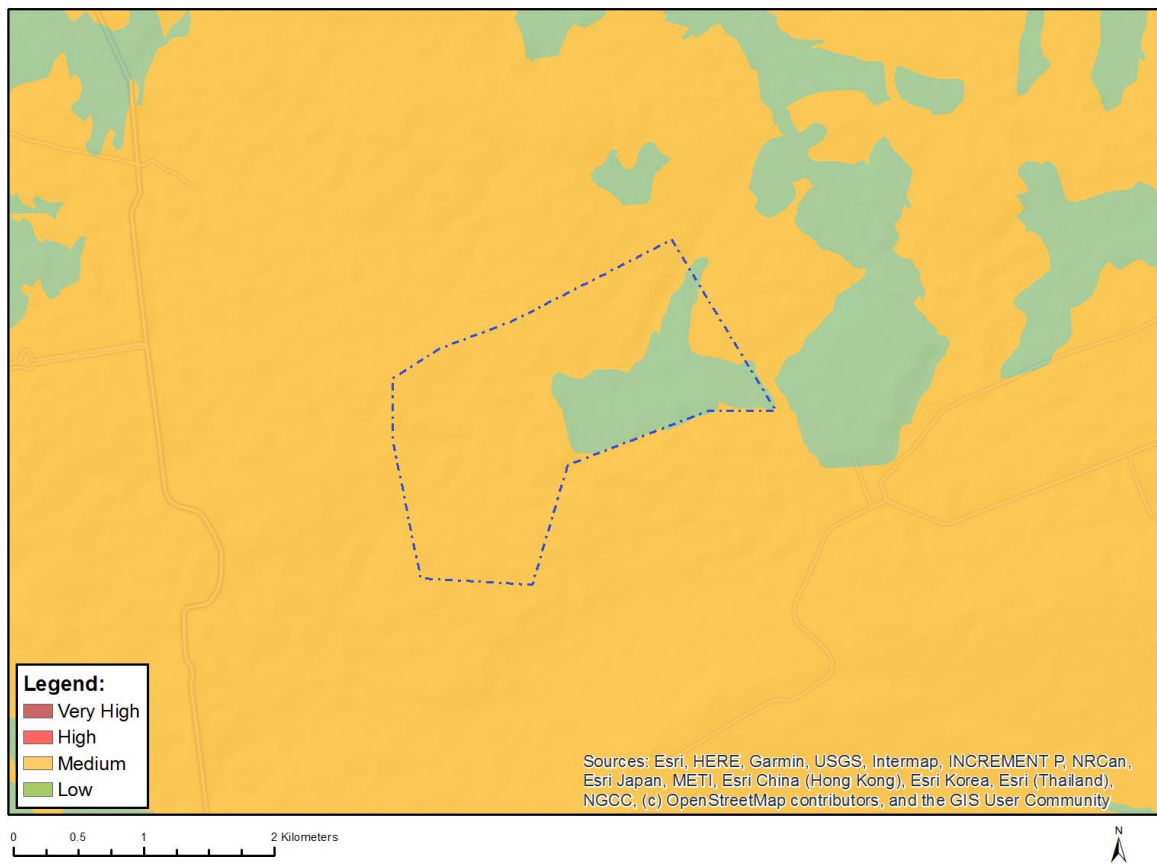 Legend:
Very High
High
Medium
Low
Sources: Esri, HERE, Garmin, USGS, Intermap, INCREMENT P, NRCan,
Esri Japan, METI, Esri China (Hong Kong), Esri Korea, Esri (Thailand),
NGCC, (c) OpenStreetMap contributors, and the GIS User Community
0 0.5 1 2 Kilometers
N